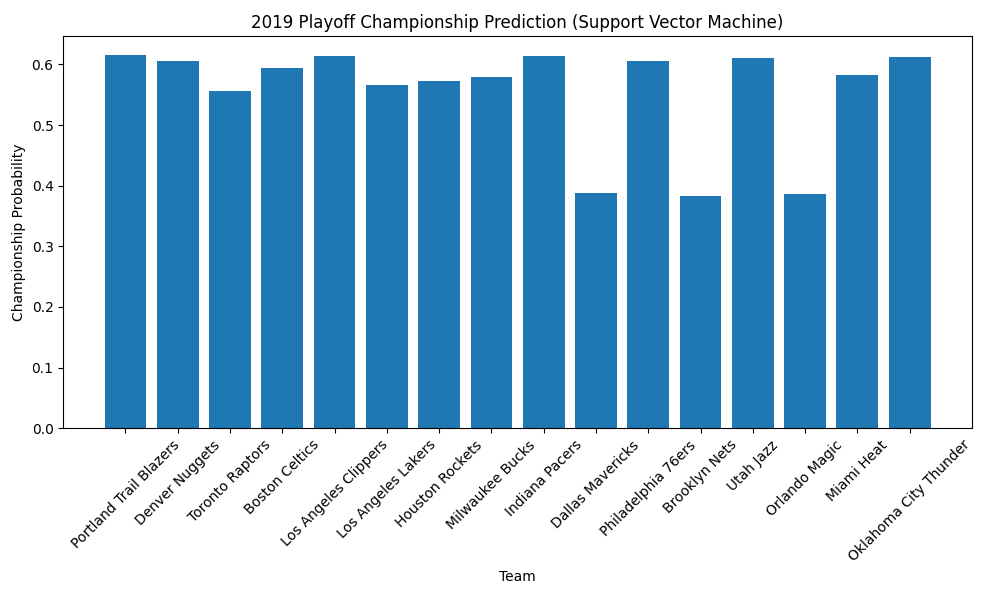 2019 Playoff Championship Prediction (Support Vector Machine)
Championship Probability
0.6
0.5
0.4
0.3
0.2
0.1
0.0
Portland Trail Blazers
Denver Nuggets
Toronto Raptors
Boston Celtics
Los Angeles Clippers
Los Angeles Lakers
Houston Rockets
Milwaukee Bucks
Indiana Pacers
Dallas Mavericks
Philadelphia 76ers
Brooklyn Nets
Utah Jazz
Orlando Magic
Miami Heat
Oklahoma City Thunder
Team